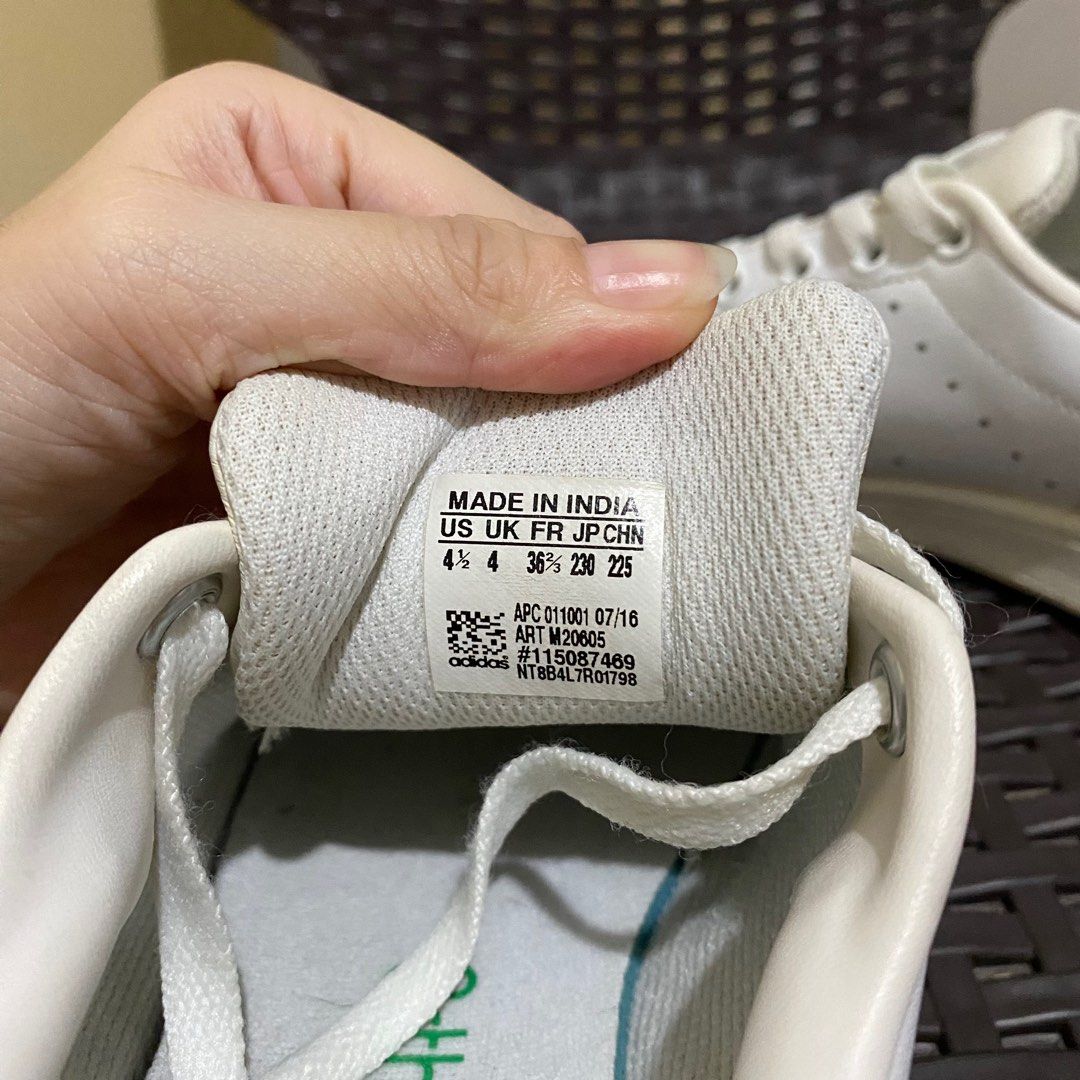 MADE IN INDIA
US UK FR JP CHN
4½ 4 36⅔ 230 225
APC 011001 07/16
ART M20605
#115087469
adidas
NT8B4L7R01798